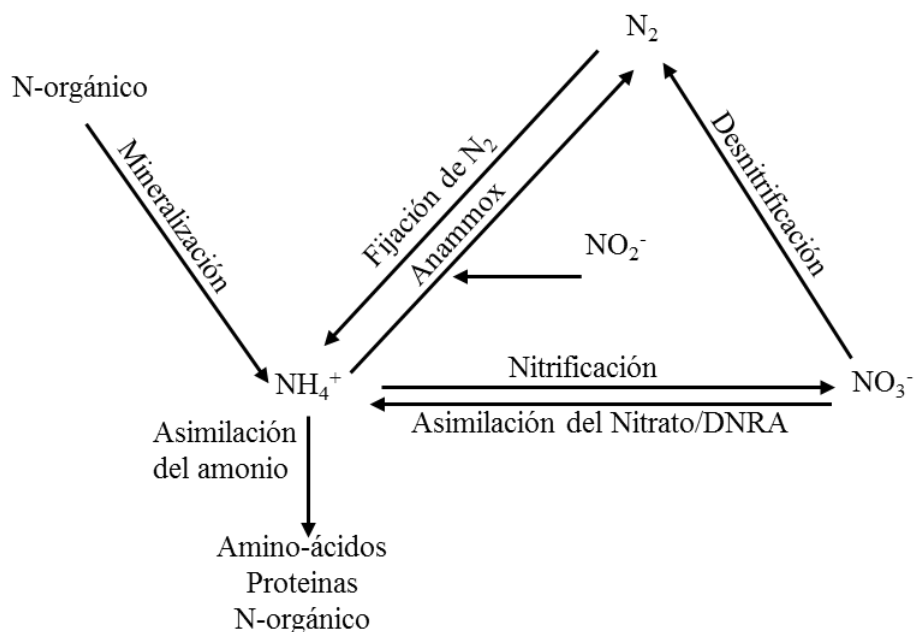 N₂
N-orgánico
Mineralización
Fijación de N₂
Anammox
Desnitrificación
NO₂⁻
NH₄⁺
Nitrificación
NO₃⁻
Asimilación del Nitrato/DNRA
Asimilación
del amonio
Amino-ácidos
Proteinas
N-orgánico